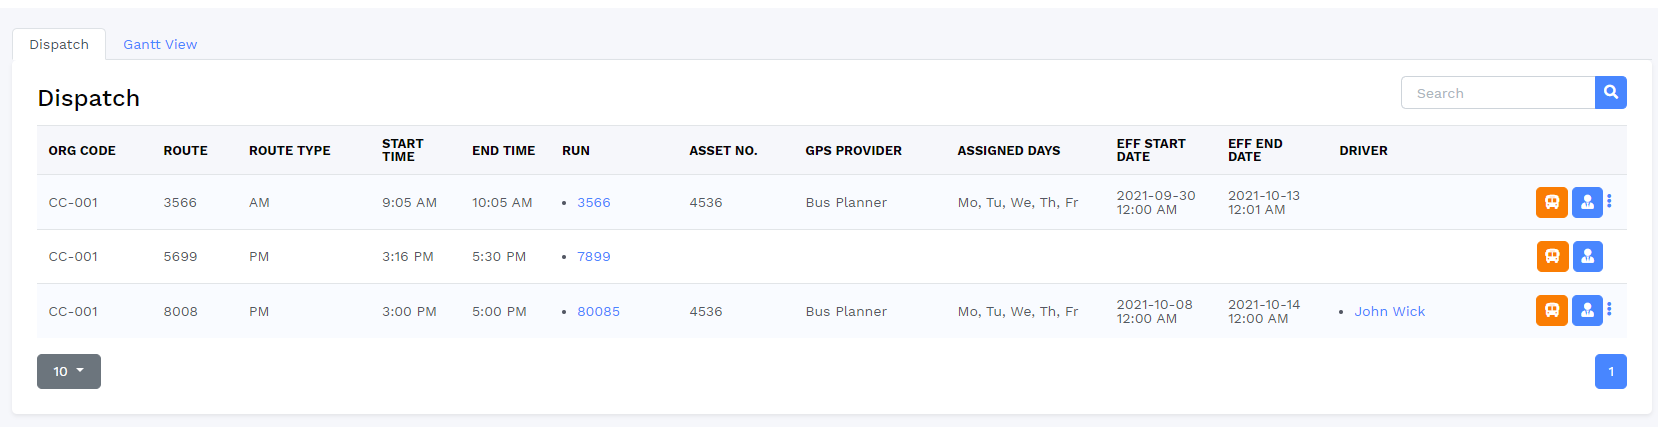 Dispatch Gantt View
Dispatch
Search
ORG CODE ROUTE ROUTE TYPE START TIME END TIME RUN ASSET NO. GPS PROVIDER ASSIGNED DAYS EFF START DATE EFF END DATE DRIVER
CC-001 3566 AM 9:05 AM 10:05 AM • 3566 4536 Bus Planner Mo, Tu, We, Th, Fr 2021-09-30 12:00 AM 2021-10-13 12:01 AM
CC-001 5699 PM 3:16 PM 5:30 PM • 7899
CC-001 8008 PM 3:00 PM 5:00 PM • 80085 4536 Bus Planner Mo, Tu, We, Th, Fr 2021-10-08 12:00 AM 2021-10-14 12:00 AM • John Wick
10 1